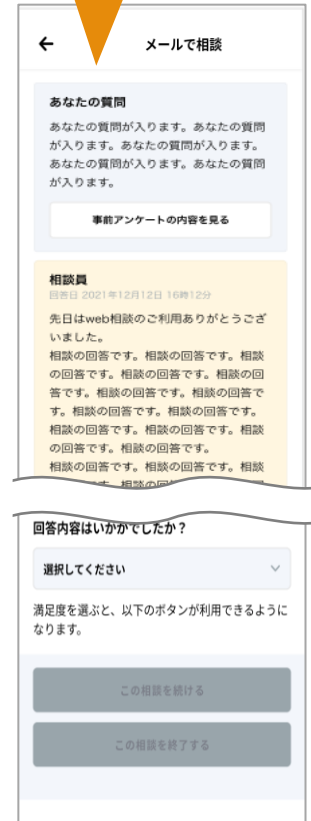 メールで相談
あなたの質問
あなたの質問が入ります。あなたの質問
が入ります。あなたの質問が入ります。
あなたの質問が入ります。あなたの質問
が入ります。
事前アンケートの内容を見る
相談員
回答日 2021年12月12日 16時12分
先日はweb相談のご利用ありがとうござ
いました。
相談の回答です。相談の回答です。相談
の回答です。相談の回答です。相談の回
答です。相談の回答です。相談の回答で
す。相談の回答です。相談の回答です。
相談の回答です。相談の回答です。相談
の回答です。相談の回答です。
相談の回答です。相談の回答です。相談
回答内容はいかがでしたか？
選択してください
満足度を選ぶと、以下のボタンが利用できるように
なります。
この相談を続ける
この相談を終了する